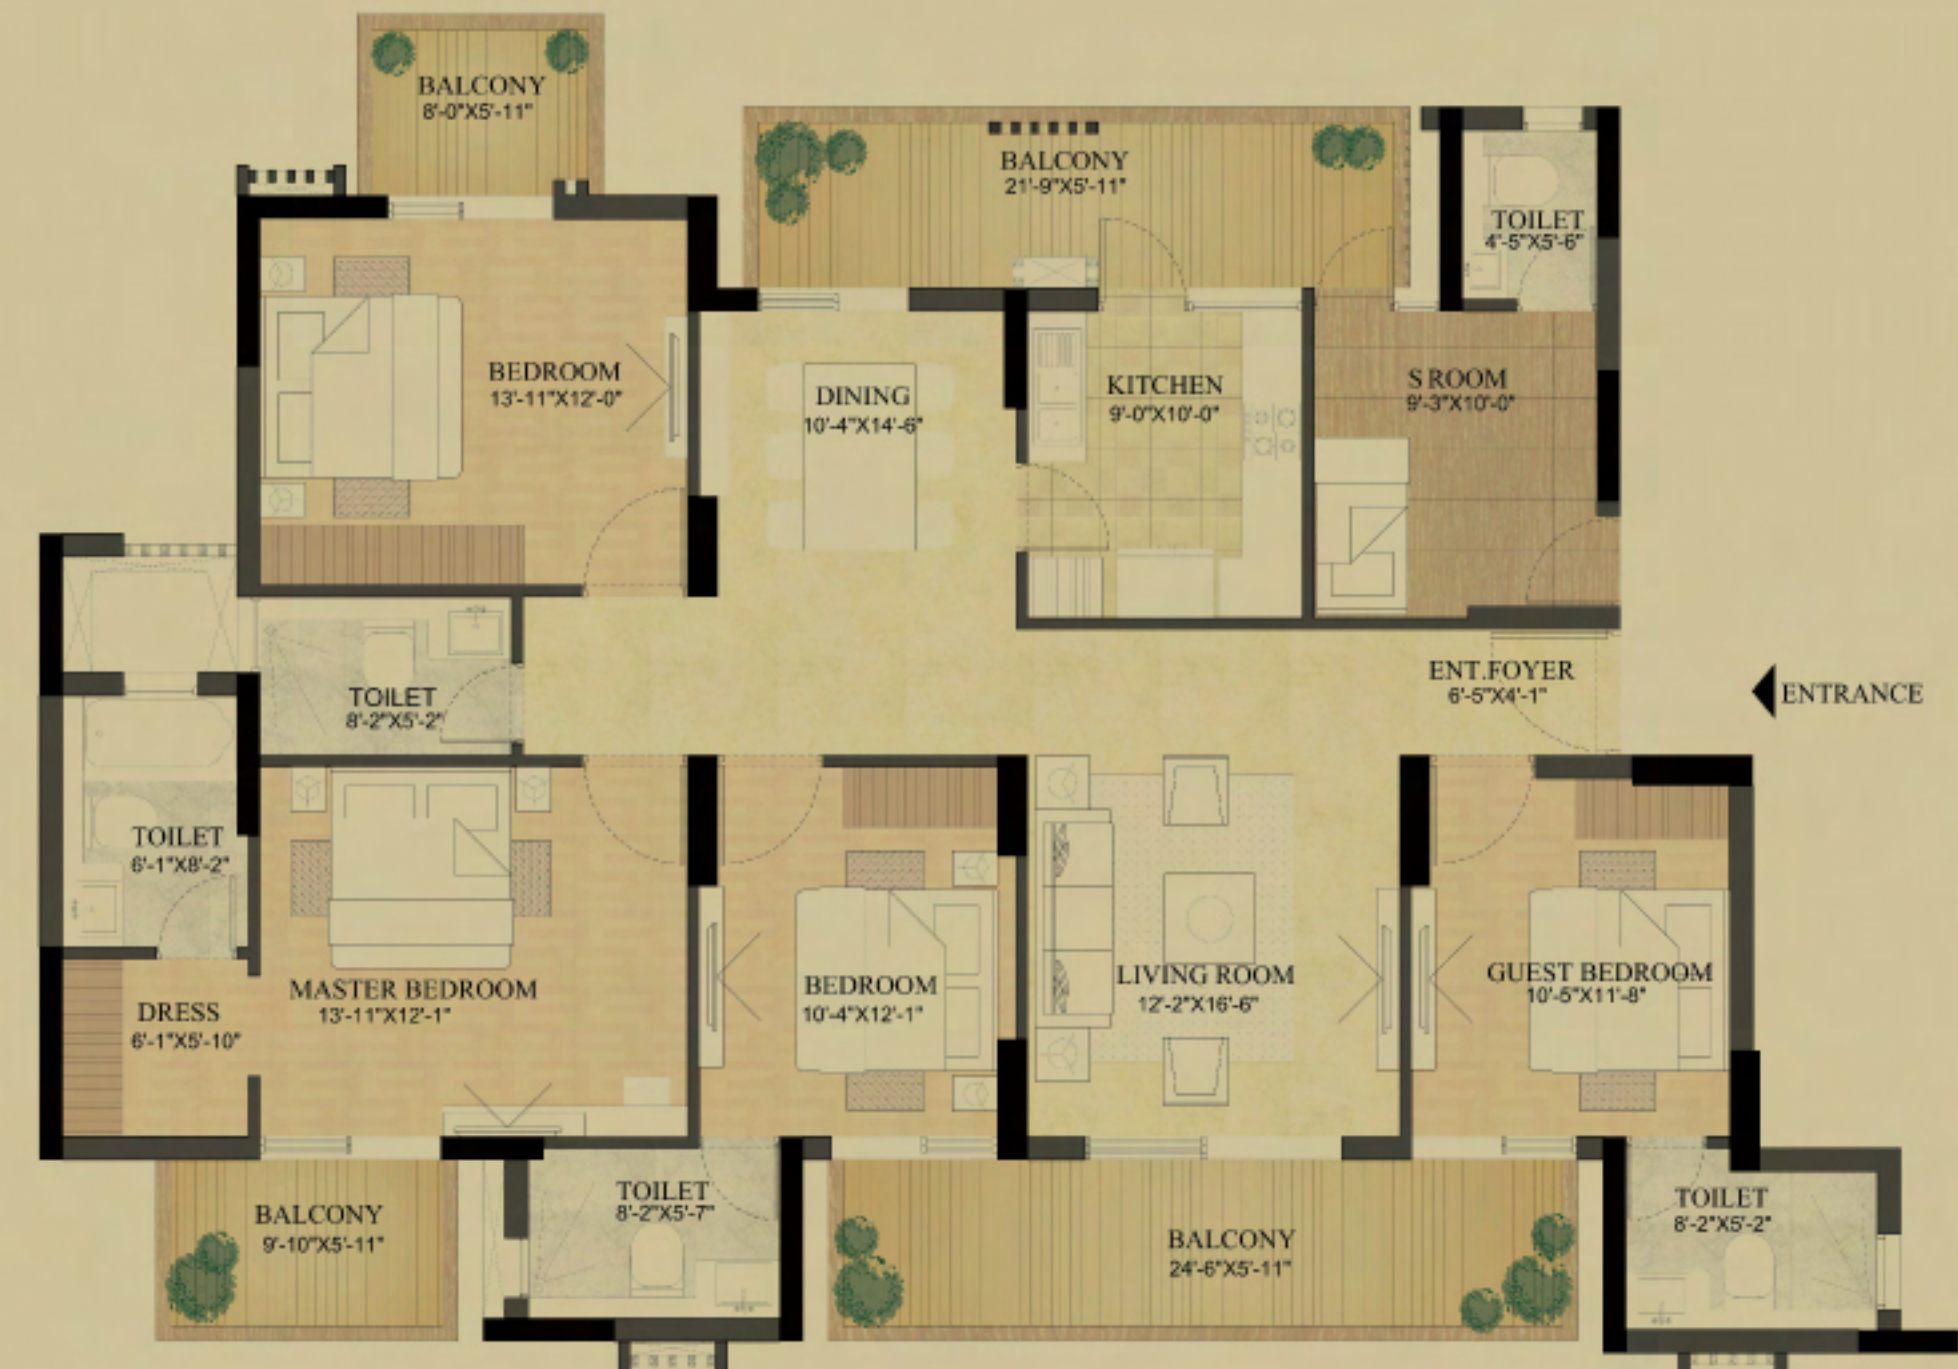 BALCONY
8'-0"X5'-11"
BALCONY
21'-9"X5'-11"
TOILET
4'-5"X5'-6"
BEDROOM
13'-11"X12'-0"
DINING
10'-4"X14'-6"
KITCHEN
9'-0"X10'-0"
S ROOM
9'-3"X10'-0"
ENT.FOYER
6'-5"X4'-1"
ENTRANCE
TOILET
8'-2"X5'-2"
TOILET
6'-1"X8'-2"
DRESS
6'-1"X5'-10"
MASTER BEDROOM
13'-11"X12'-1"
BEDROOM
10'-4"X12'-1"
LIVING ROOM
12'-2"X16'-6"
GUEST BEDROOM
10'-5"X11'-8"
BALCONY
9'-10"X5'-11"
TOILET
8'-2"X5'-7"
BALCONY
24'-6"X5'-11"
TOILET
8'-2"X5'-2"